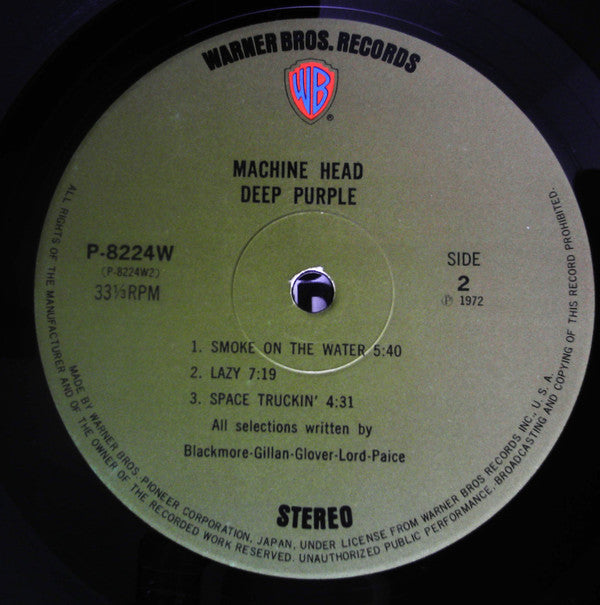 WARNER BROS. RECORDS
WB
®
MACHINE HEAD
DEEP PURPLE
P-8224W
(P-8224W2)
33⅓RPM
SIDE
2
Ⓟ 1972
1. SMOKE ON THE WATER 5:40
2. LAZY 7:19
3. SPACE TRUCKIN' 4:31
All selections written by
Blackmore-Gillan-Glover-Lord-Paice
STEREO
MADE BY WARNER BROS. PIONEER CORPORATION, JAPAN, UNDER LICENSE FROM WARNER BROS RECORDS INC., U. S. A.
ALL RIGHTS OF THE MANUFACTURER AND OF THE OWNER OF THE RECORDED WORK RESERVED. UNAUTHORIZED PUBLIC PERFORMANCE, BROADCASTING AND COPYING OF THIS RECORD PROHIBITED.